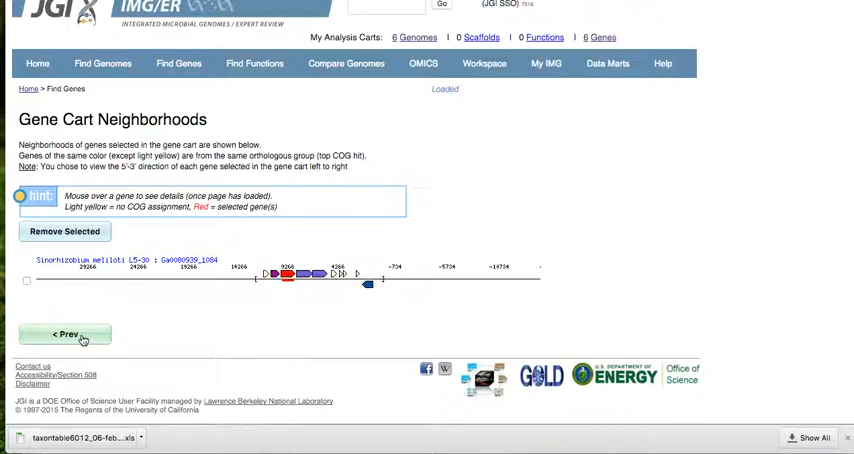 JGI
IMG/ER
INTEGRATED MICROBIAL GENOMES / EXPERT REVIEW
Go
(JGI SSO) 7518
My Analysis Carts: 6 Genomes | 0 Scaffolds | 0 Functions | 6 Genes
Home Find Genomes Find Genes Find Functions Compare Genomes OMICS Workspace My IMG Data Marts Help
Home > Find Genes
Loaded
Gene Cart Neighborhoods
Neighborhoods of genes selected in the gene cart are shown below.
Genes of the same color (except light yellow) are from the same orthologous group (top COG hit).
Note: You chose to view the 5'-3' direction of each gene selected in the gene cart left to right
hint: Mouse over a gene to see details (once page has loaded).
Light yellow = no COG assignment, Red = selected gene(s)
Remove Selected
Sinorhizobium meliloti L5-30 : Ga0080939_1084
29266 24266 19266 14266 9266 4266 -734 -5734 -10734
< Prev
Contact us
Accessibility/Section 508
Disclaimer
GOLD
U.S. DEPARTMENT OF
ENERGY
Office of
Science
JGI is a DOE Office of Science User Facility managed by Lawrence Berkeley National Laboratory
© 1997-2015 The Regents of the University of California
taxontable6012_06-feb....xls
Show All